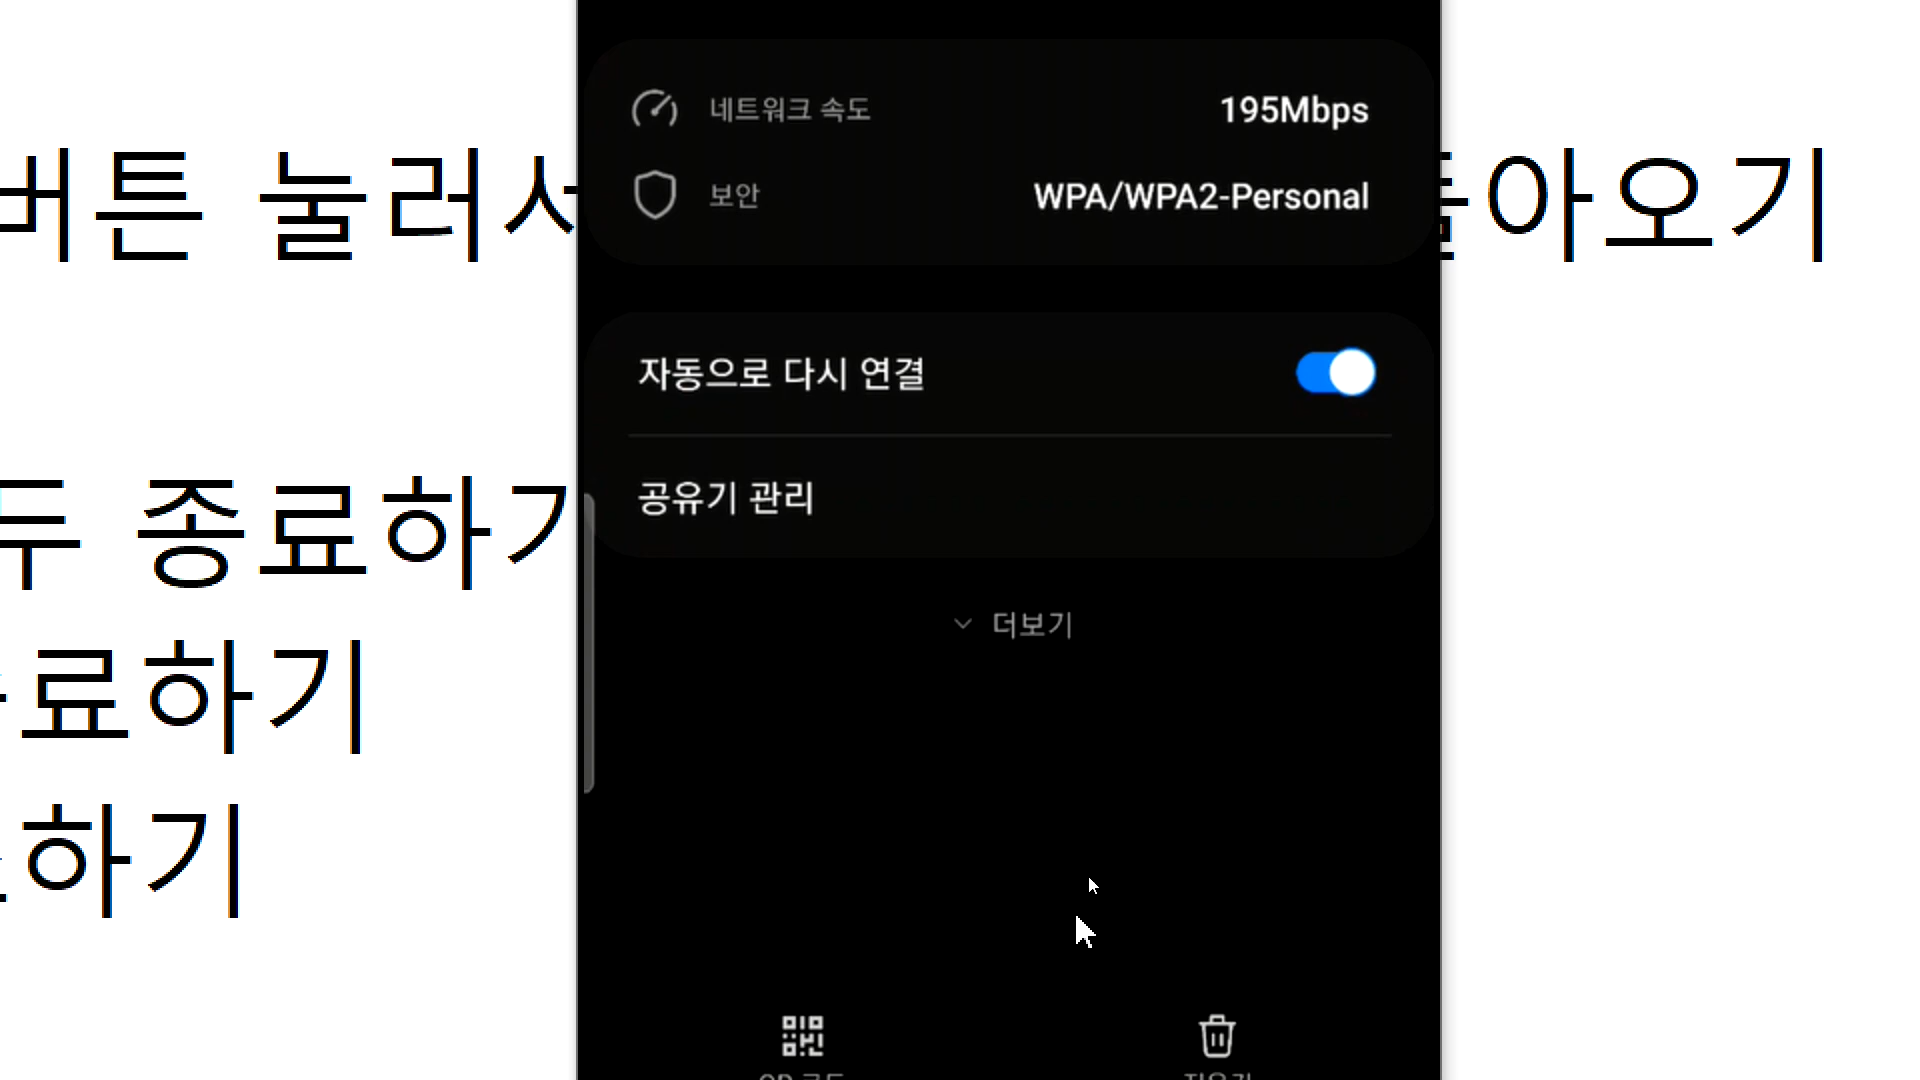 네트워크 속도 195Mbps
보안 WPA/WPA2-Personal
버튼 눌러서
돌아오기
자동으로 다시 연결
공유기 관리
두 종료하기
더보기
료하기
하기